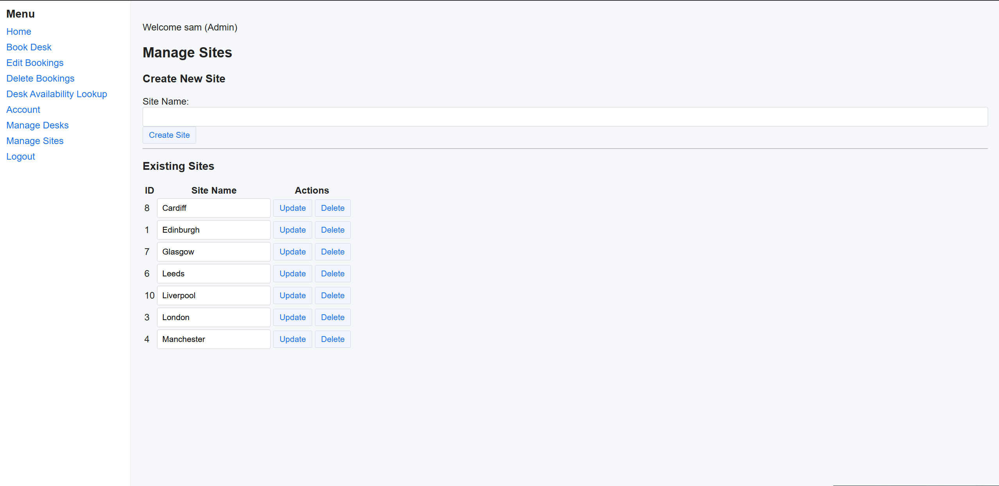 Menu
Home
Book Desk
Edit Bookings
Delete Bookings
Desk Availability Lookup
Account
Manage Desks
Manage Sites
Logout
Welcome sam (Admin)
Manage Sites
Create New Site
Site Name:
Create Site
Existing Sites
ID Site Name Actions
8 Cardiff Update Delete
1 Edinburgh Update Delete
7 Glasgow Update Delete
6 Leeds Update Delete
10 Liverpool Update Delete
3 London Update Delete
4 Manchester Update Delete